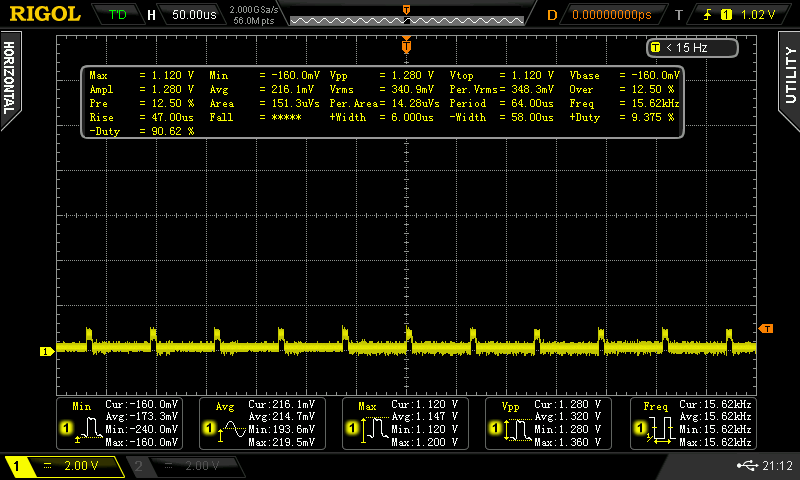 RIGOL T'D H 50.00us 2.000GSa/s 56.0M pts T D 0.00000000ps T 1 1.02 V
HORIZONTAL
UTILITY
T
T < 15 Hz
Max = 1.120 V Min = -160.0mV Vpp = 1.280 V Vtop = 1.120 V Vbase = -160.0mV
Ampl = 1.280 V Avg = 216.1mV Vrms = 340.9mV Per.Vrms= 348.3mV Over = 12.50 %
Pre = 12.50 % Area = 151.3uVs Per.Area= 14.28uVs Period = 64.00us Freq = 15.62kHz
Rise = 47.00us Fall = ***** +Width = 6.000us -Width = 58.00us +Duty = 9.375 %
-Duty = 90.62 %
T
1
Min Cur:-160.0mV
Avg:-173.3mV
1 Min:-240.0mV
Max:-160.0mV
Avg Cur:216.1mV
Avg:214.7mV
1 Min:193.6mV
Max:219.5mV
Max Cur:1.120 V
Avg:1.147 V
1 Min:1.120 V
Max:1.200 V
Vpp Cur:1.280 V
Avg:1.320 V
1 Min:1.280 V
Max:1.360 V
Freq Cur:15.62kHz
Avg:15.62kHz
1 Min:15.62kHz
Max:15.62kHz
1 2.00 V 2 2.00 V 21:12